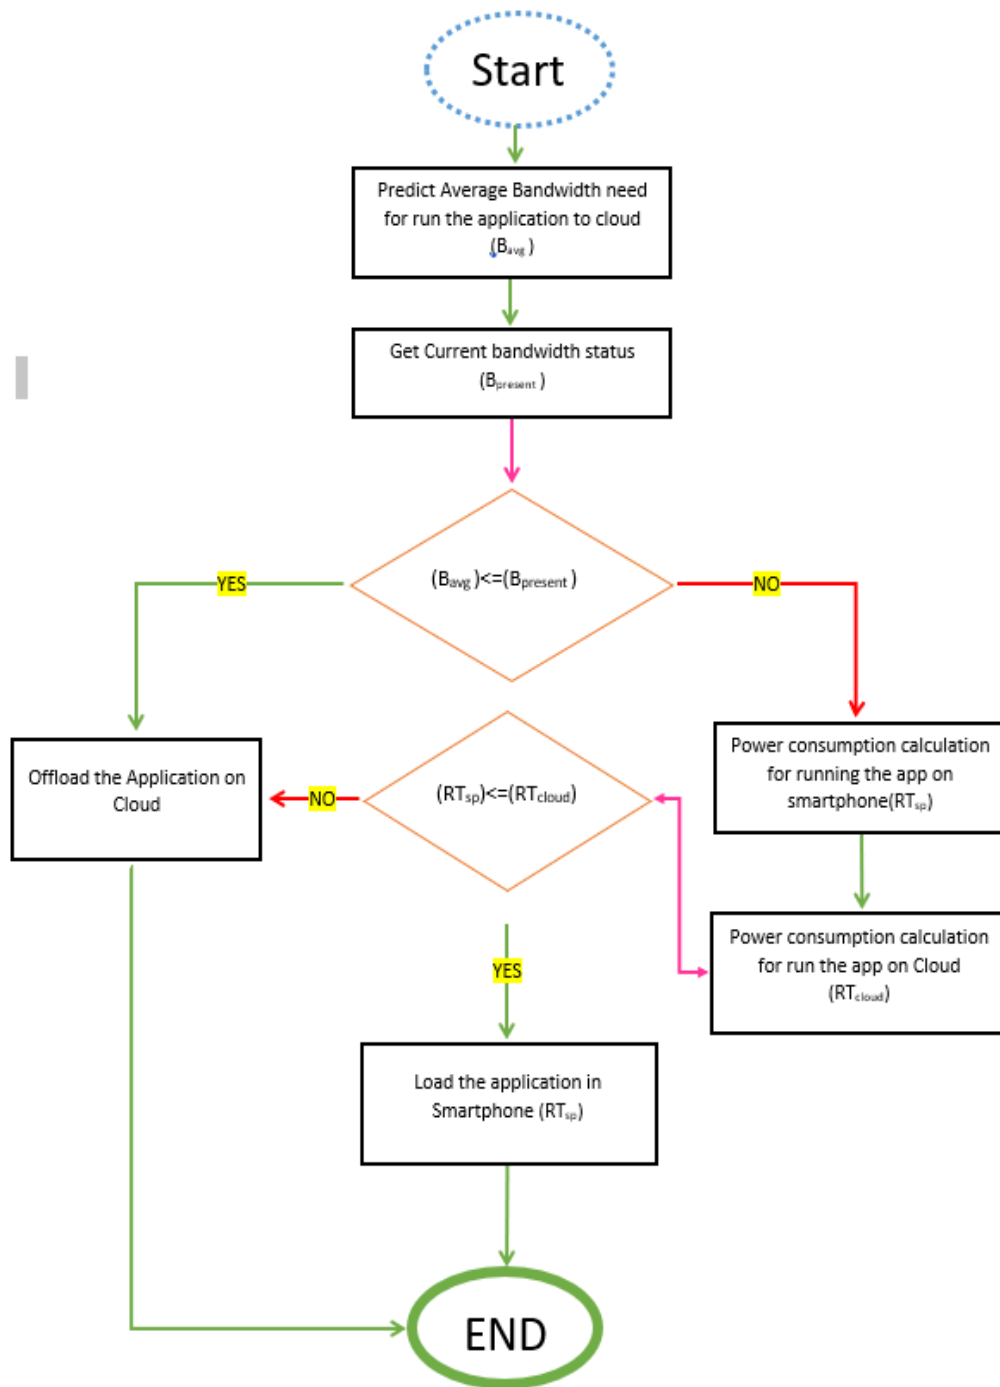 Start
Predict Average Bandwidth need
for run the application to cloud
(Bavg )
Get Current bandwidth status
(Bpresent )
(Bavg )<=(Bpresent )
YES
NO
Offload the Application on
Cloud
(RTsp)<=(RTcloud)
NO
Power consumption calculation
for running the app on
smartphone(RTsp)
Power consumption calculation
for run the app on Cloud
(RTcloud)
YES
Load the application in
Smartphone (RTsp)
END